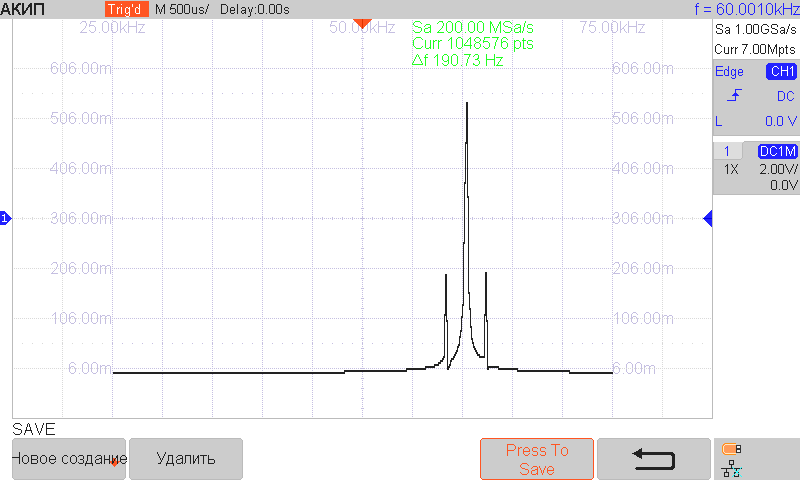 АКИП Trig'd M 500us/ Delay:0.00s f = 60.0010kHz
25.00kHz 50.00kHz 75.00kHz
Sa 200.00 MSa/s
Curr 1048576 pts
Δf 190.73 Hz
Sa 1.00GSa/s
Curr 7.00Mpts
606.00m 606.00m
506.00m 506.00m
406.00m 406.00m
306.00m 306.00m
206.00m 206.00m
106.00m 106.00m
6.00m 6.00m
1
Edge CH1
DC
L 0.0 V
1 DC1M
1X 2.00V/
0.0V
SAVE
Новое создание Удалить Press To
Save